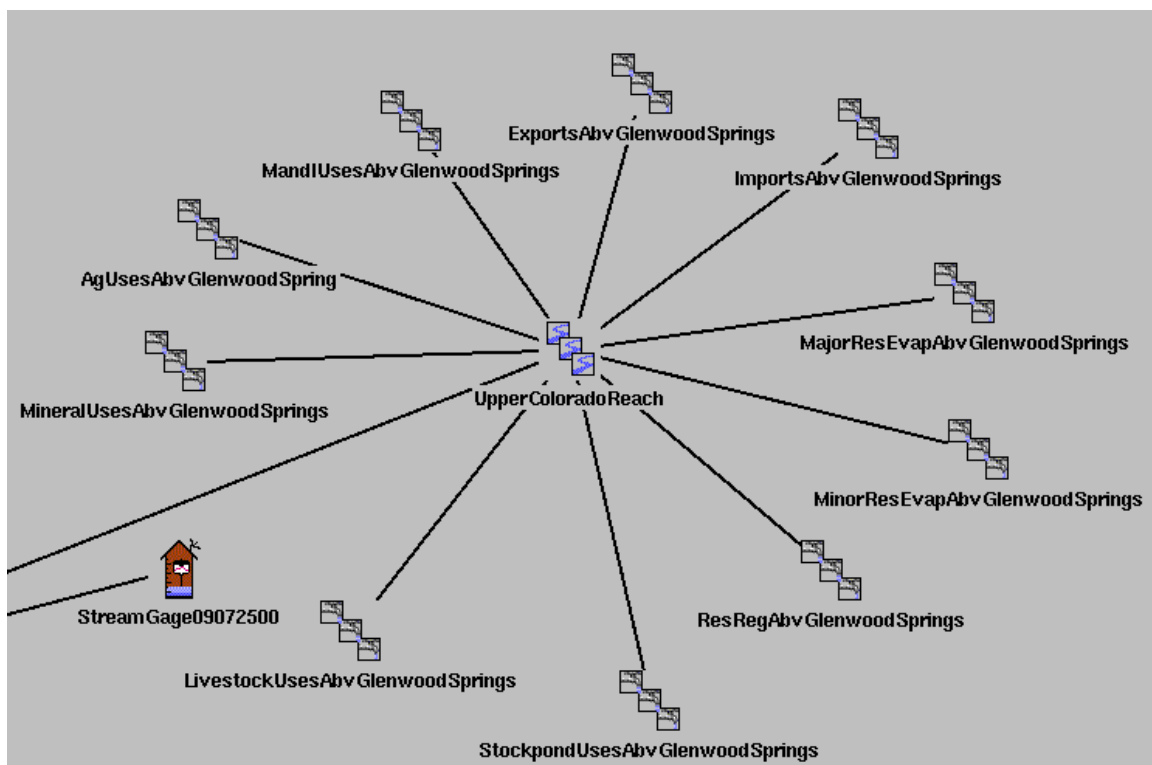 ExportsAbvGlenwoodSprings
MandIUsesAbvGlenwoodSprings
ImportsAbvGlenwoodSprings
AgUsesAbvGlenwoodSpring
MajorResEvapAbvGlenwoodSprings
UpperColoradoReach
MineralUsesAbvGlenwoodSprings
MinorResEvapAbvGlenwoodSprings
StreamGage09072500
ResRegAbvGlenwoodSprings
LivestockUsesAbvGlenwoodSprings
StockpondUsesAbvGlenwoodSprings